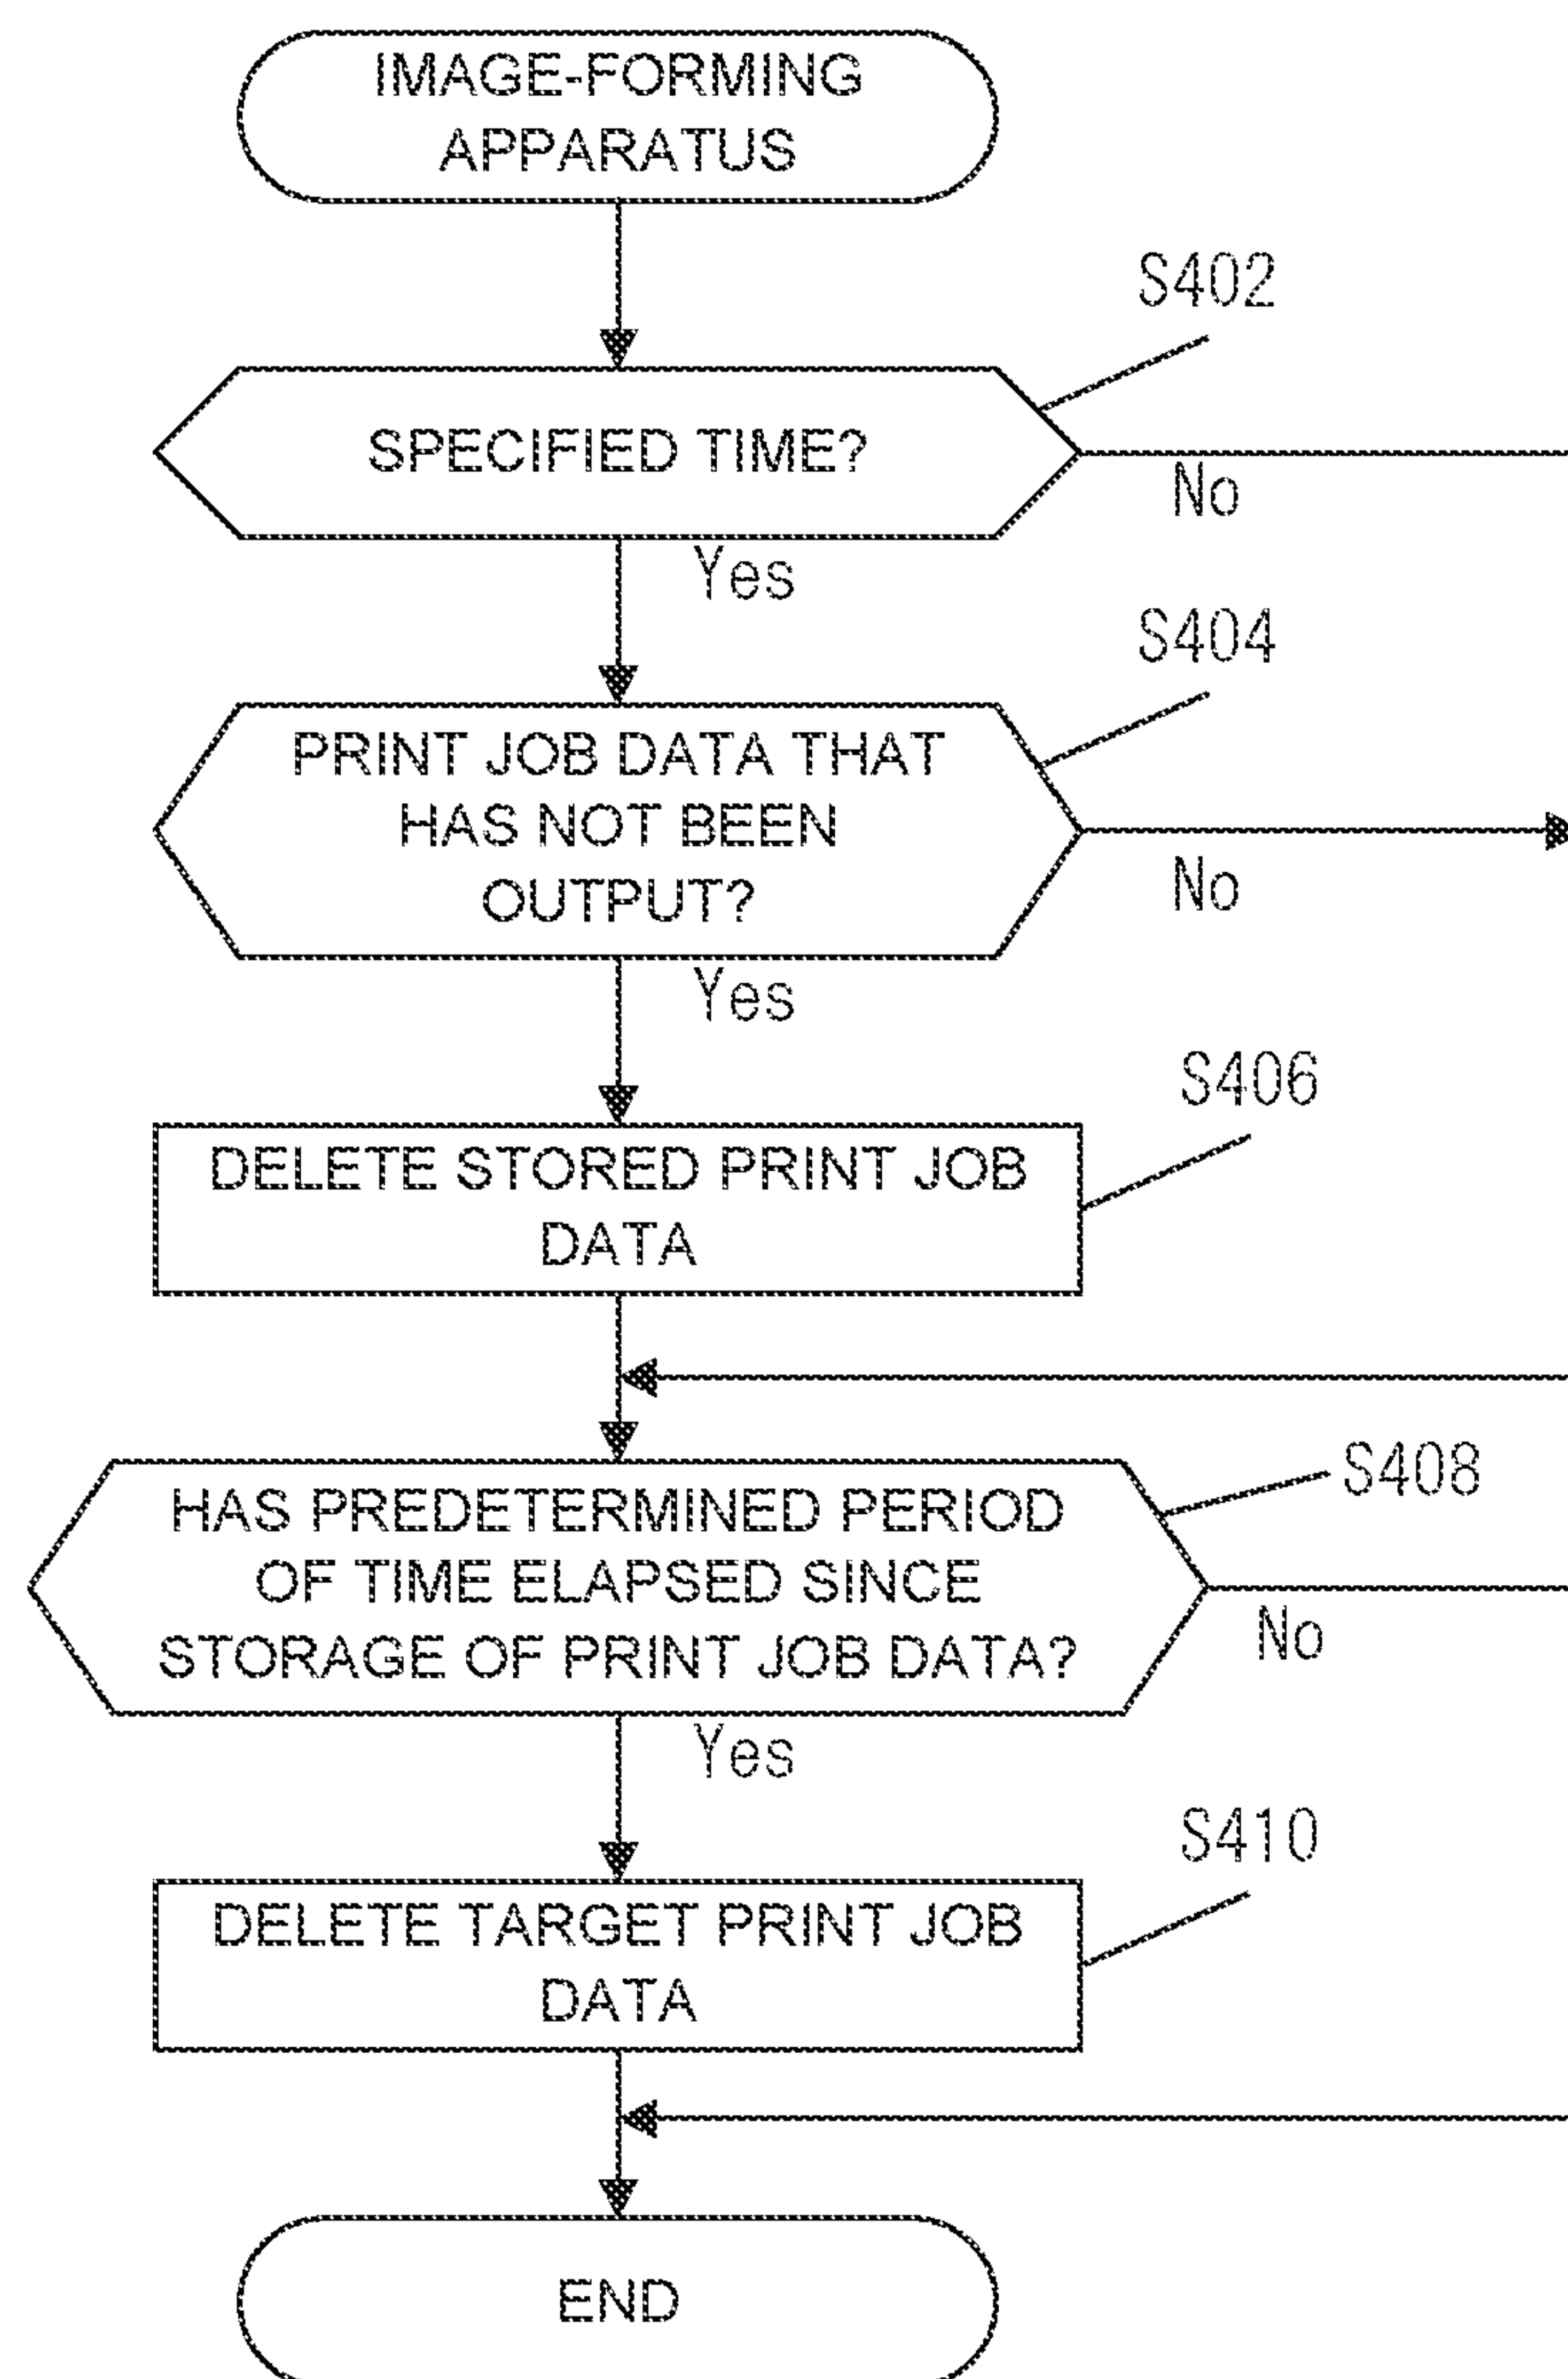 IMAGE-FORMING
APPARATUS
S402
SPECIFIED TIME?
No
Yes
S404
PRINT JOB DATA THAT
HAS NOT BEEN
OUTPUT?
No
Yes
S406
DELETE STORED PRINT JOB
DATA
S408
HAS PREDETERMINED PERIOD
OF TIME ELAPSED SINCE
STORAGE OF PRINT JOB DATA?
No
Yes
S410
DELETE TARGET PRINT JOB
DATA
END